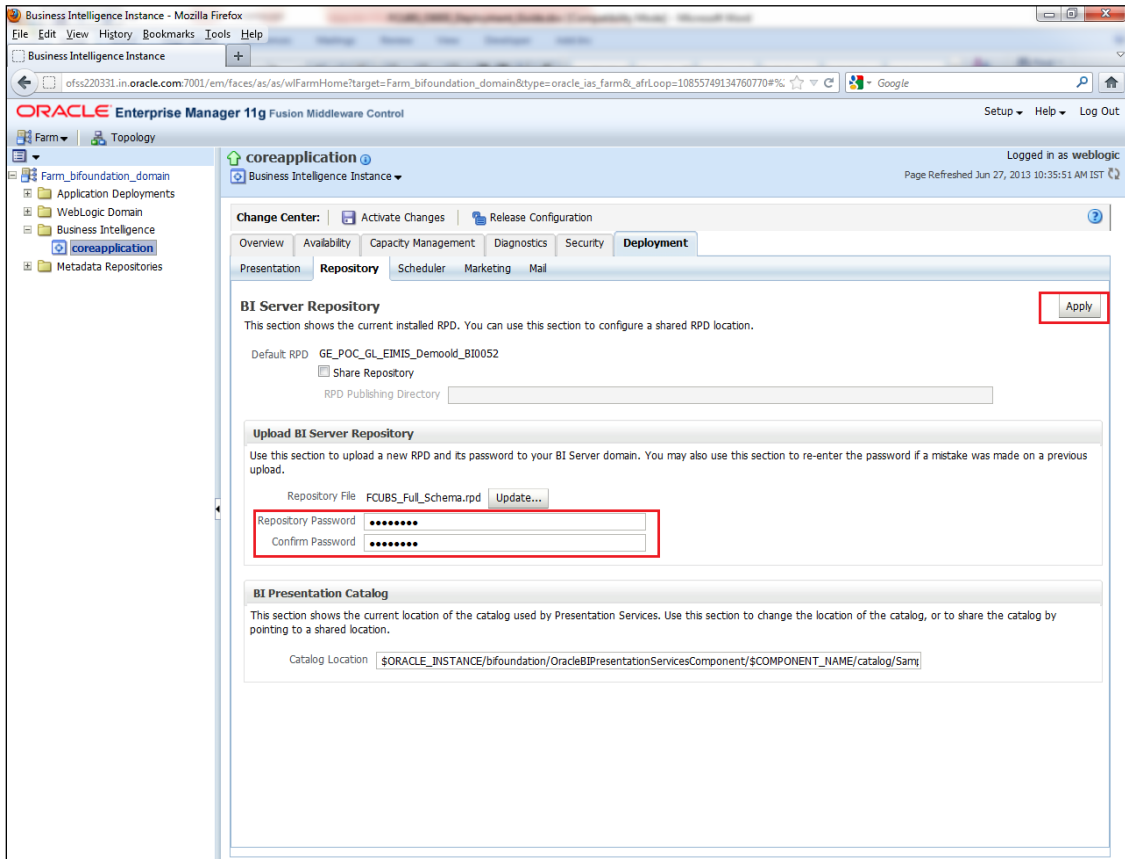 Business Intelligence Instance - Mozilla Firefox
File Edit View History Bookmarks Tools Help
Business Intelligence Instance
+
ofss220331.in.oracle.com:7001/em/faces/as/as/wlFarmHome?target=Farm_bifoundation_domain&type=oracle_ias_farm&_afrLoop=10855749134760770#%
Google
ORACLE Enterprise Manager 11g Fusion Middleware Control
Setup Help Log Out
Farm Topology
coreapplication
Logged in as weblogic
Business Intelligence Instance
Page Refreshed Jun 27, 2013 10:35:51 AM IST
Farm_bifoundation_domain
Application Deployments
WebLogic Domain
Business Intelligence
coreapplication
Metadata Repositories
Change Center: Activate Changes Release Configuration
Overview Availability Capacity Management Diagnostics Security Deployment
Presentation Repository Scheduler Marketing Mail
BI Server Repository
Apply
This section shows the current installed RPD. You can use this section to configure a shared RPD location.
Default RPD GE_POC_GL_EIMIS_Demoold_BI0052
Share Repository
RPD Publishing Directory
Upload BI Server Repository
Use this section to upload a new RPD and its password to your BI Server domain. You may also use this section to re-enter the password if a mistake was made on a previous
upload.
Repository File FCUBS_Full_Schema.rpd Update...
Repository Password ••••••••
Confirm Password ••••••••
BI Presentation Catalog
This section shows the current location of the catalog used by Presentation Services. Use this section to change the location of the catalog, or to share the catalog by
pointing to a shared location.
Catalog Location $ORACLE_INSTANCE/bifoundation/OracleBIPresentationServicesComponent/$COMPONENT_NAME/catalog/Samp